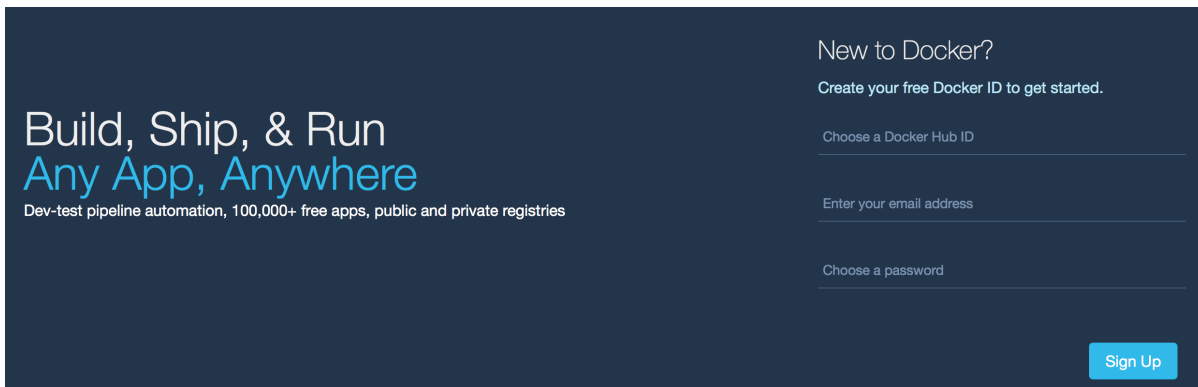 Build, Ship, & Run
Any App, Anywhere
Dev-test pipeline automation, 100,000+ free apps, public and private registries
New to Docker?
Create your free Docker ID to get started.
Choose a Docker Hub ID
Enter your email address
Choose a password
Sign Up